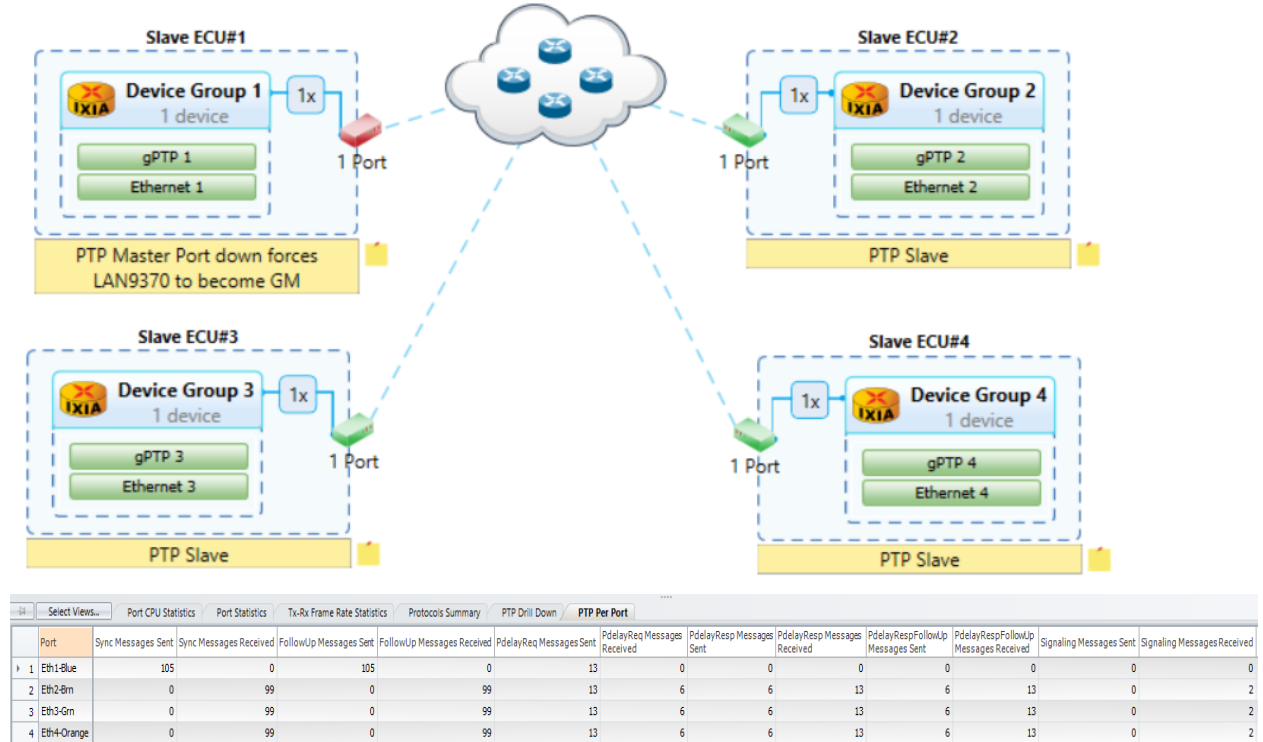 Slave ECU#1
IXIA
Device Group 1
1 device
1x
gPTP 1
Ethernet 1
1 Port
PTP Master Port down forces
LAN9370 to become GM
Slave ECU#2
1x
IXIA
Device Group 2
1 device
gPTP 2
Ethernet 2
1 Port
PTP Slave
Slave ECU#3
IXIA
Device Group 3
1 device
1x
gPTP 3
Ethernet 3
1 Port
PTP Slave
Slave ECU#4
1x
IXIA
Device Group 4
1 device
gPTP 4
Ethernet 4
1 Port
PTP Slave
Select Views... Port CPU Statistics Port Statistics Tx-Rx Frame Rate Statistics Protocols Summary PTP Drill Down PTP Per Port
Port Sync Messages Sent Sync Messages Received FollowUp Messages Sent FollowUp Messages Received PdelayReq Messages Sent PdelayReq Messages Received PdelayResp Messages Sent PdelayResp Messages Received PdelayRespFollowUp Messages Sent PdelayRespFollowUp Messages Received Signaling Messages Sent Signaling Messages Received
1 Eth1-Blue 105 0 105 0 13 0 0 0 0 0 0 0
2 Eth2-Brn 0 99 0 99 13 6 6 13 6 13 0 2
3 Eth3-Grn 0 99 0 99 13 6 6 13 6 13 0 2
4 Eth4-Orange 0 99 0 99 13 6 6 13 6 13 0 2